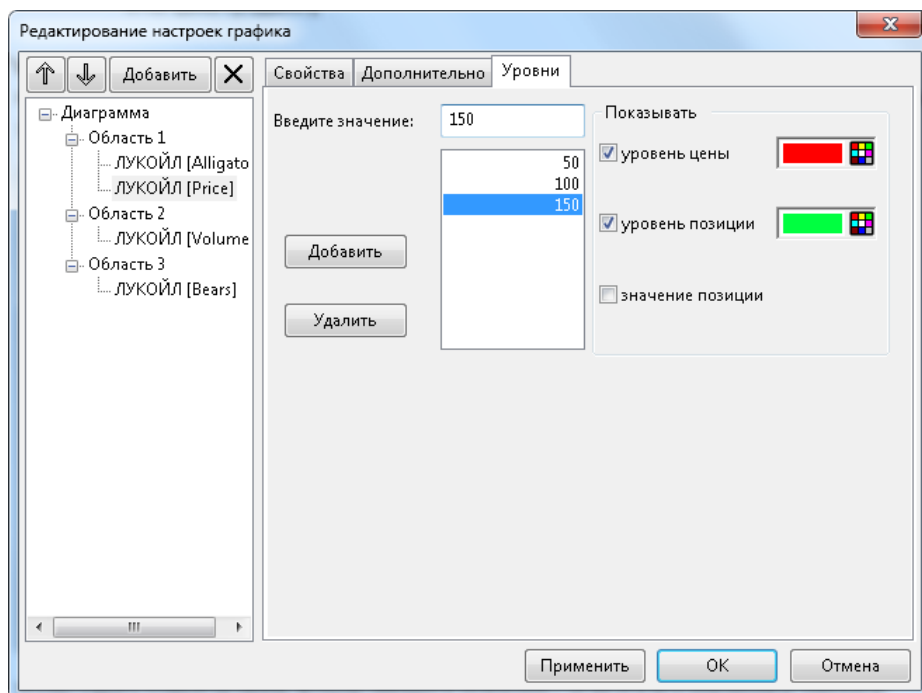 Редактирование настроек графика
Добавить
Диаграмма
Область 1
ЛУКОЙЛ [Alligato
ЛУКОЙЛ [Price]
Область 2
ЛУКОЙЛ [Volume
Область 3
ЛУКОЙЛ [Bears]
Свойства Дополнительно Уровни
Введите значение: 150
50
100
150
Добавить
Удалить
Показывать
уровень цены
уровень позиции
значение позиции
Применить OK Отмена